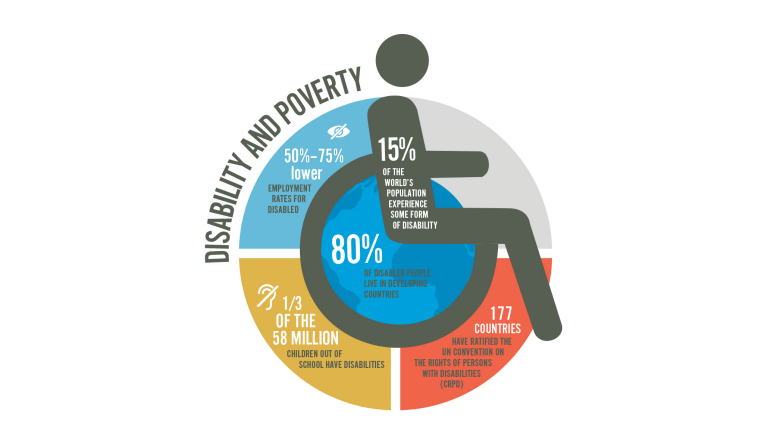 DISABILITY AND POVERTY
50%–75%
lower
EMPLOYMENT
RATES FOR
DISABLED
15%
OF THE
WORLD'S
POPULATION
EXPERIENCE
SOME FORM
OF DISABILITY
80%
OF DISABLED PEOPLE
LIVE IN DEVELOPING
COUNTRIES
1/3
OF THE
58 MILLION
CHILDREN OUT OF
SCHOOL HAVE DISABILITIES
177
COUNTRIES
HAVE RATIFIED THE
UN CONVENTION ON
THE RIGHTS OF PERSONS
WITH DISABILITIES
(CRPD)